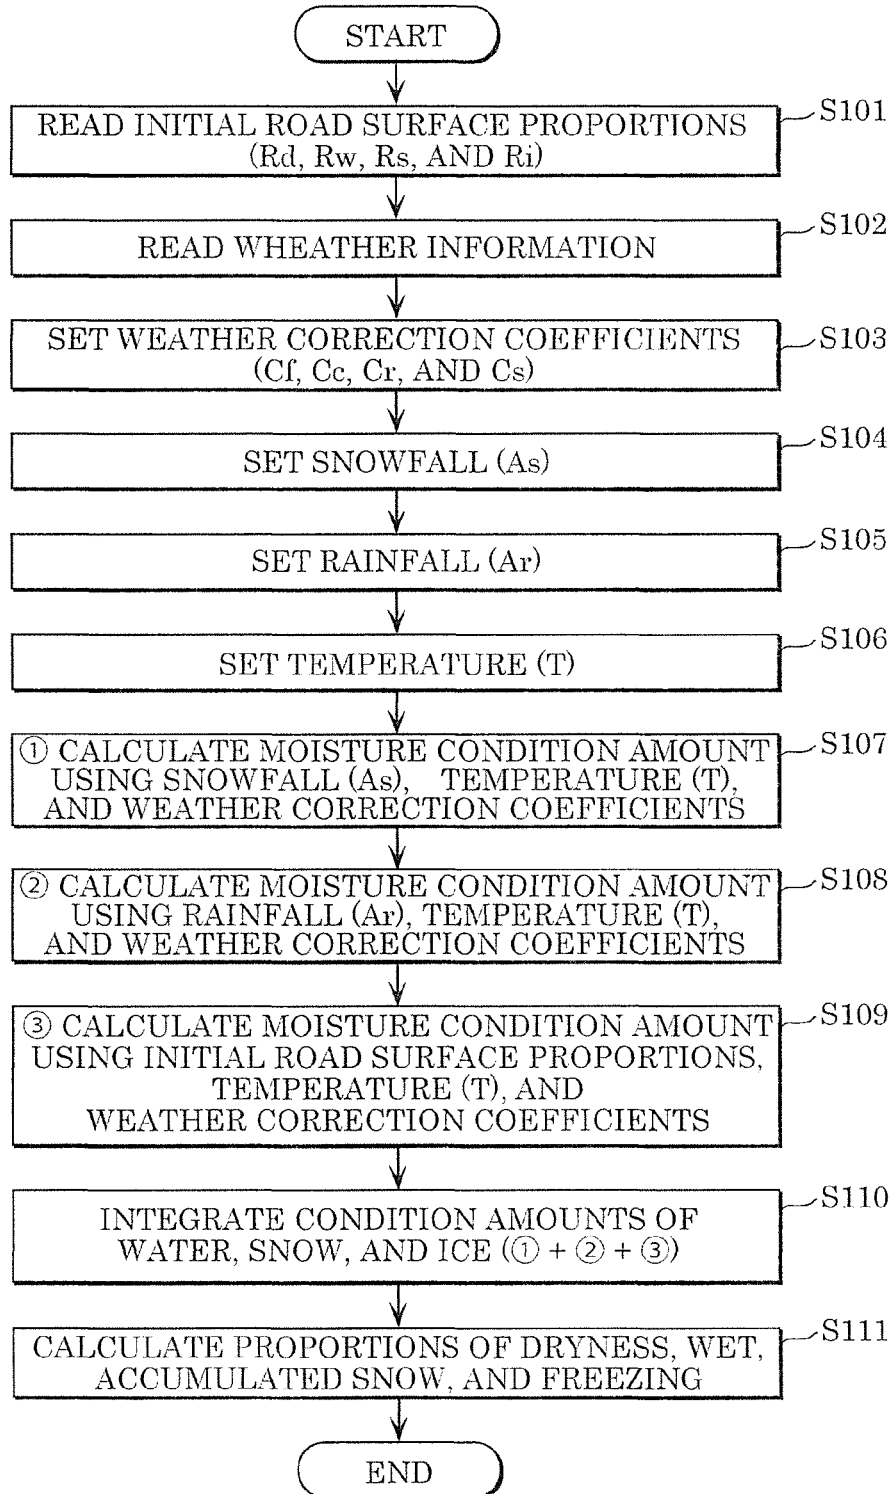 START
READ INITIAL ROAD SURFACE PROPORTIONS
(Rd, Rw, Rs, AND Ri)
S101
READ WHEATHER INFORMATION
S102
SET WEATHER CORRECTION COEFFICIENTS
(Cf, Cc, Cr, AND Cs)
S103
SET SNOWFALL (As)
S104
SET RAINFALL (Ar)
S105
SET TEMPERATURE (T)
S106
① CALCULATE MOISTURE CONDITION AMOUNT
USING SNOWFALL (As), TEMPERATURE (T),
AND WEATHER CORRECTION COEFFICIENTS
S107
② CALCULATE MOISTURE CONDITION AMOUNT
USING RAINFALL (Ar), TEMPERATURE (T),
AND WEATHER CORRECTION COEFFICIENTS
S108
③ CALCULATE MOISTURE CONDITION AMOUNT
USING INITIAL ROAD SURFACE PROPORTIONS,
TEMPERATURE (T), AND
WEATHER CORRECTION COEFFICIENTS
S109
INTEGRATE CONDITION AMOUNTS OF
WATER, SNOW, AND ICE (① + ② + ③)
S110
CALCULATE PROPORTIONS OF DRYNESS, WET,
ACCUMULATED SNOW, AND FREEZING
S111
END